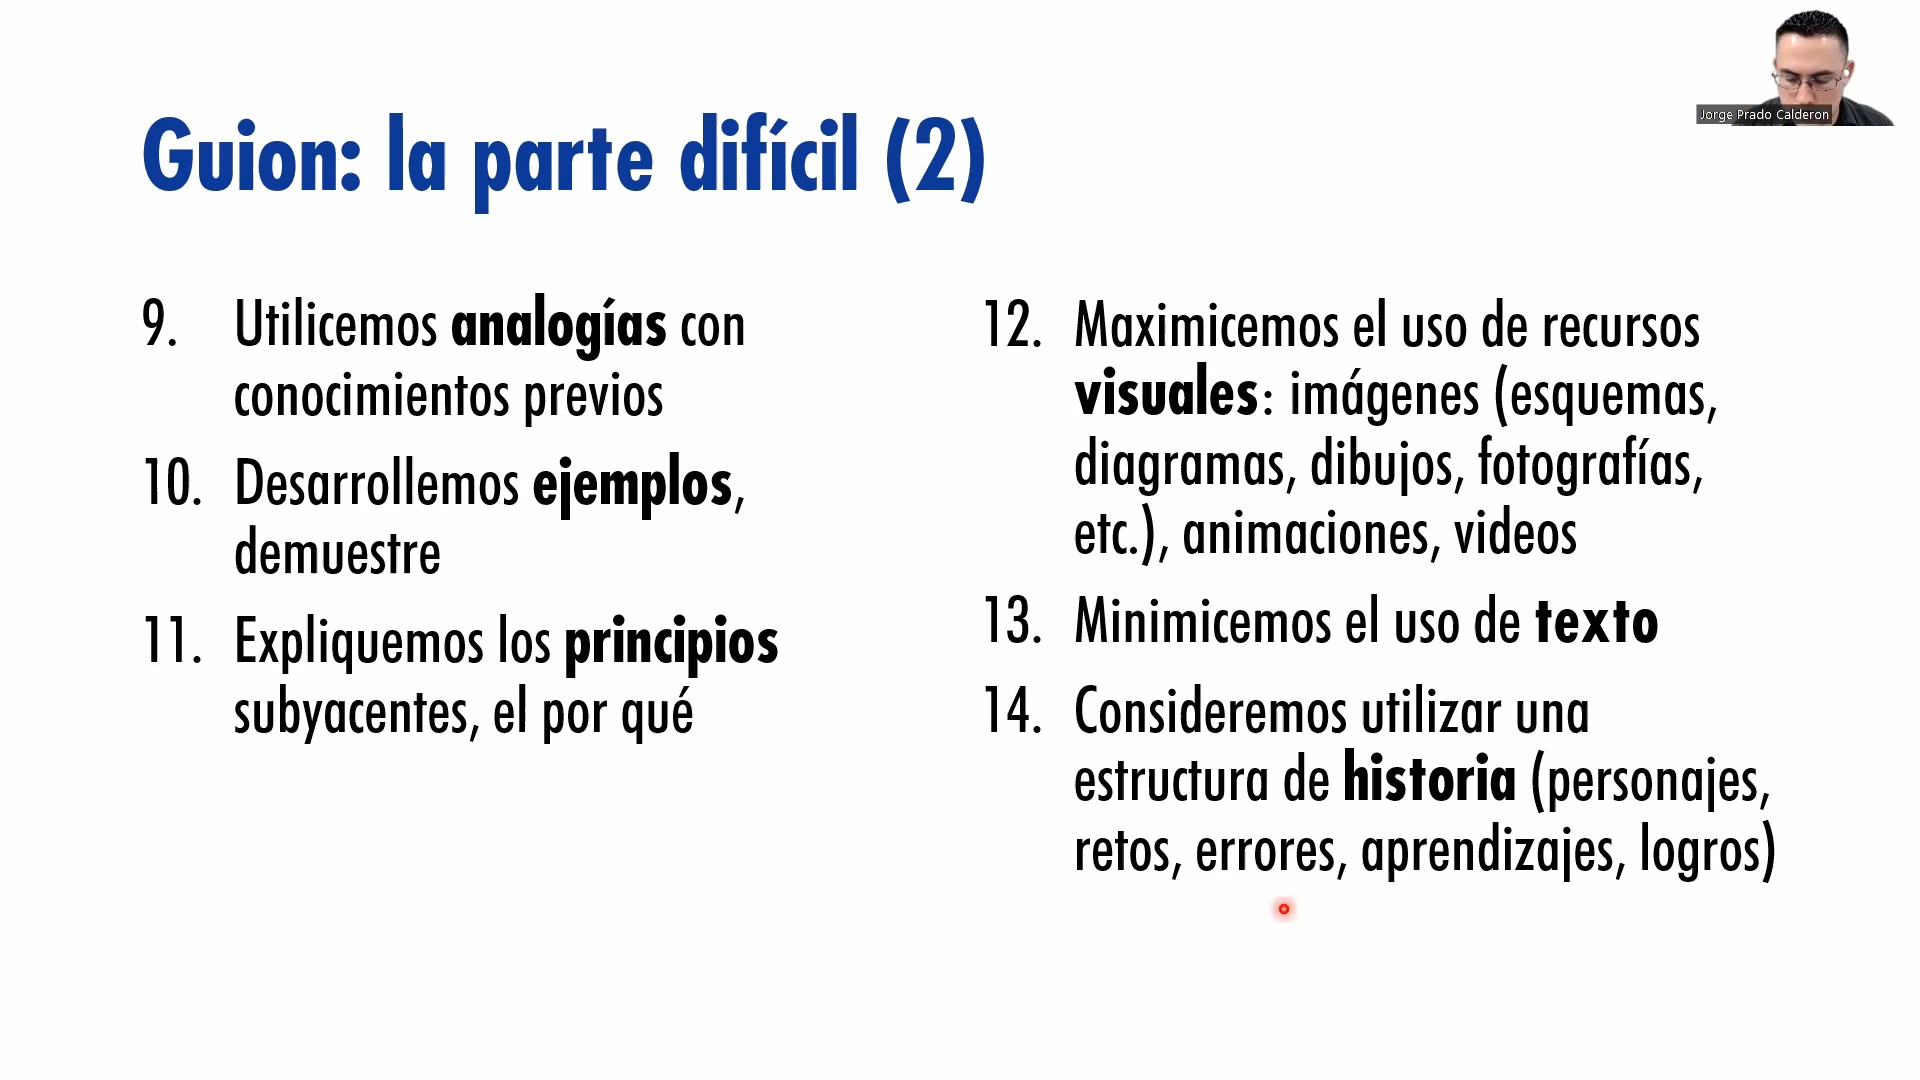 Jorge Prado Calderon
Guion: la parte difícil (2)
9. Utilicemos analogías con
conocimientos previos
10. Desarrollemos ejemplos,
demuestre
11. Expliquemos los principios
subyacentes, el por qué
12. Maximicemos el uso de recursos
visuales: imágenes (esquemas,
diagramas, dibujos, fotografías,
etc.), animaciones, videos
13. Minimicemos el uso de texto
14. Consideremos utilizar una
estructura de historia (personajes,
retos, errores, aprendizajes, logros)